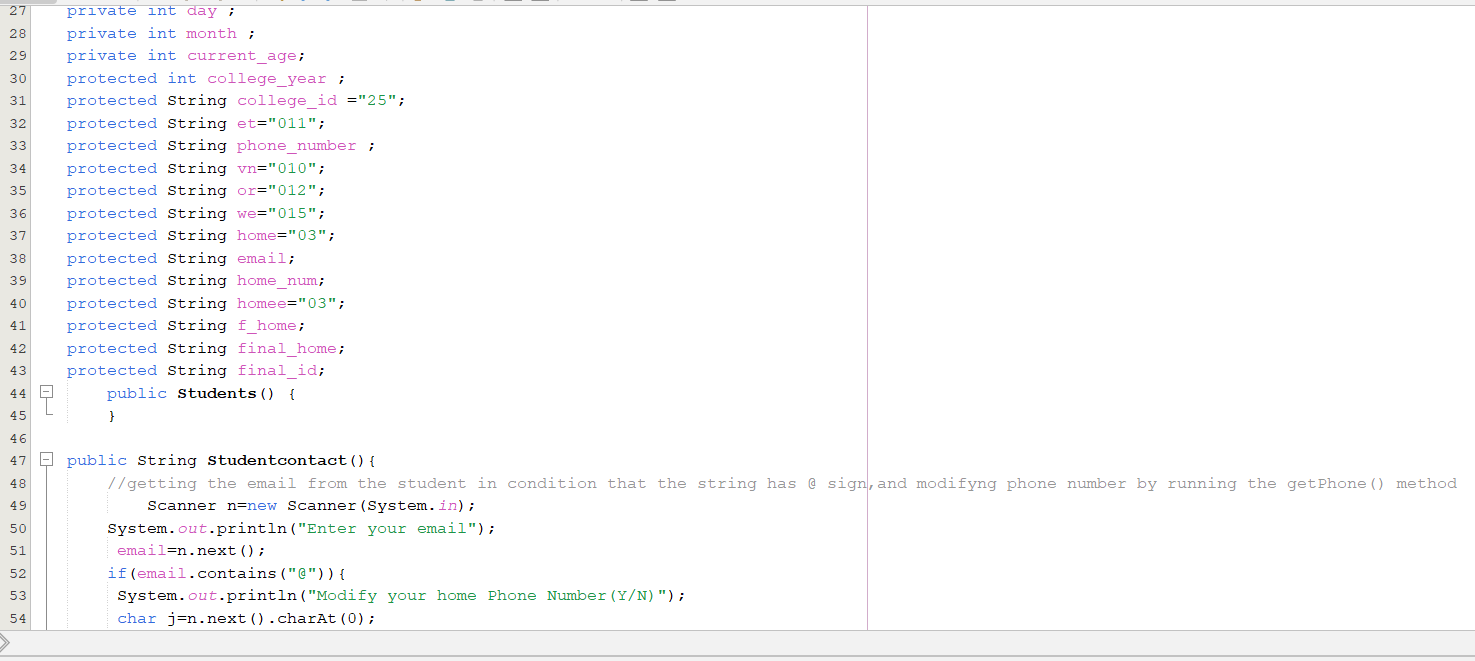 27 private int day ;
28 private int month ;
29 private int current_age;
30 protected int college_year ;
31 protected String college_id ="25";
32 protected String et="011";
33 protected String phone_number ;
34 protected String vn="010";
35 protected String or="012";
36 protected String we="015";
37 protected String home="03";
38 protected String email;
39 protected String home_num;
40 protected String homee="03";
41 protected String f_home;
42 protected String final_home;
43 protected String final_id;
44 public Students() {
45 }
46
47 public String Studentcontact(){
48 //getting the email from the student in condition that the string has @ sign,and modifyng phone number by running the getPhone() method
49 Scanner n=new Scanner(System.in);
50 System.out.println("Enter your email");
51 email=n.next();
52 if(email.contains("@")){
53 System.out.println("Modify your home Phone Number(Y/N)");
54 char j=n.next().charAt(0);